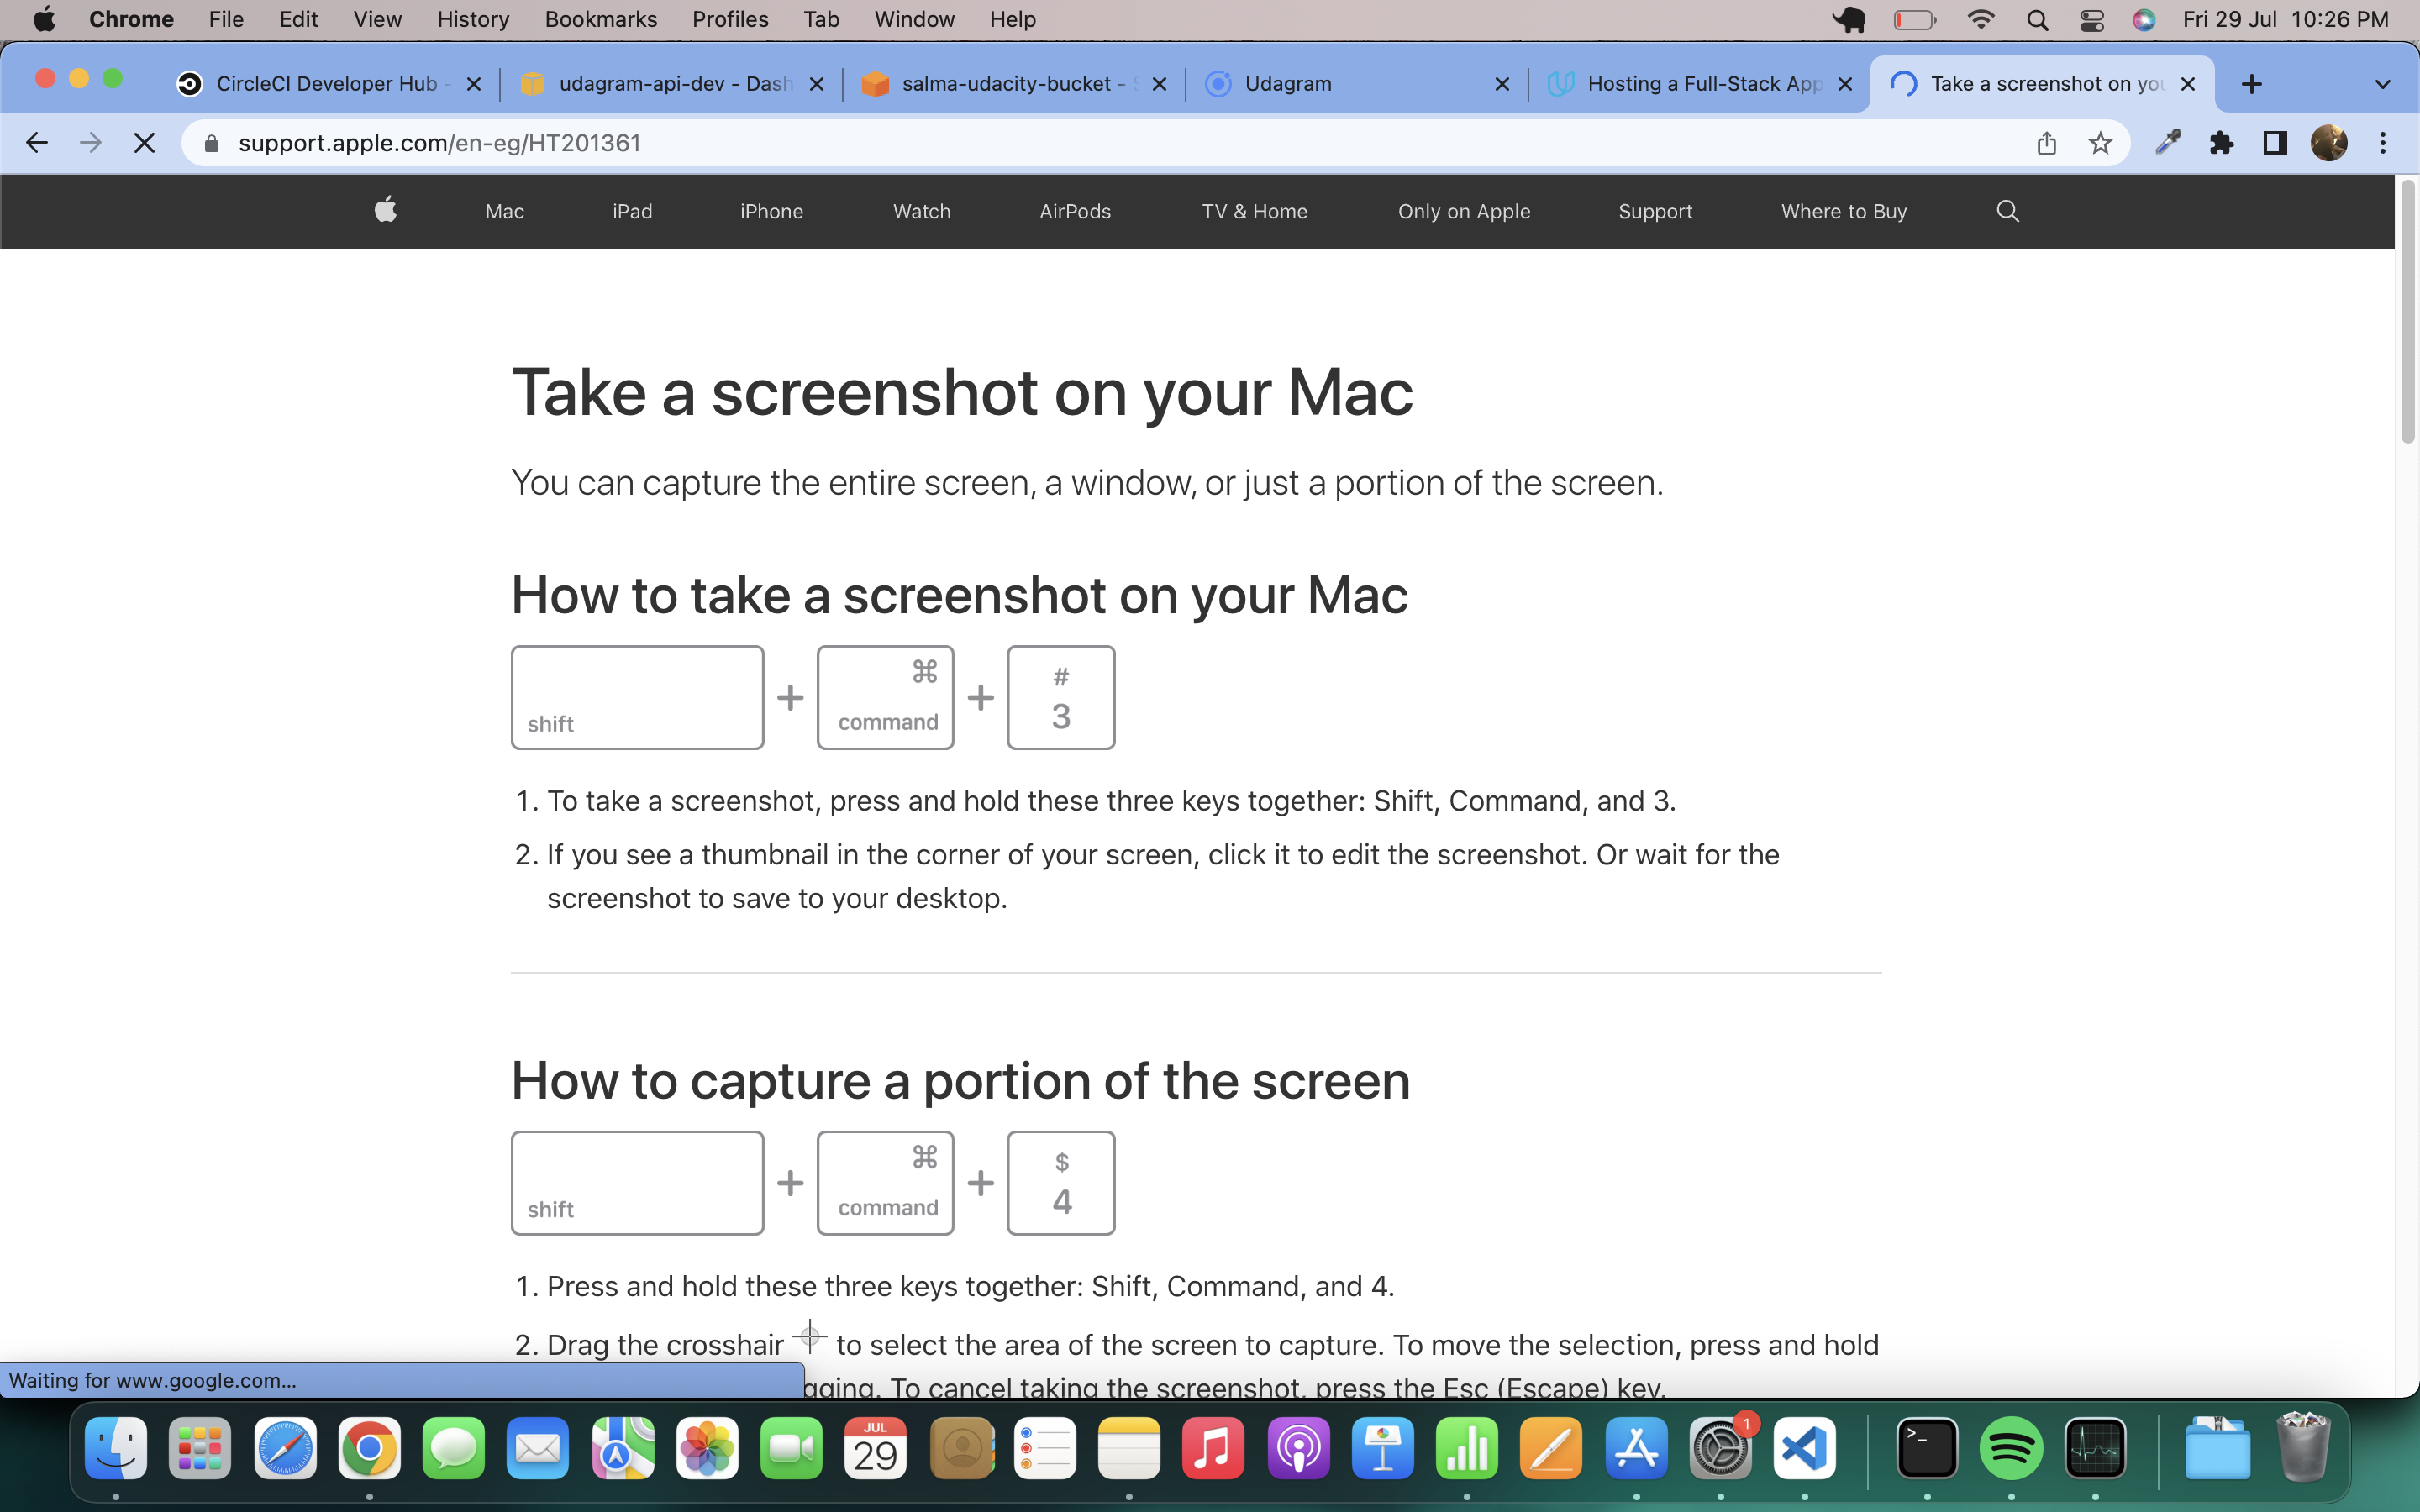 Chrome File Edit View History Bookmarks Profiles Tab Window Help Fri 29 Jul 10:26 PM
CircleCI Developer Hub - udagram-api-dev - Dash salma-udacity-bucket - S Udagram Hosting a Full-Stack App Take a screenshot on you
support.apple.com/en-eg/HT201361
Mac iPad iPhone Watch AirPods TV & Home Only on Apple Support Where to Buy
Take a screenshot on your Mac
You can capture the entire screen, a window, or just a portion of the screen.
How to take a screenshot on your Mac
shift + ⌘ command + # 3
1. To take a screenshot, press and hold these three keys together: Shift, Command, and 3.
2. If you see a thumbnail in the corner of your screen, click it to edit the screenshot. Or wait for the
screenshot to save to your desktop.
How to capture a portion of the screen
shift + ⌘ command + $ 4
1. Press and hold these three keys together: Shift, Command, and 4.
2. Drag the crosshair to select the area of the screen to capture. To move the selection, press and hold
gging. To cancel taking the screenshot, press the Esc (Escape) key.
Waiting for www.google.com...
JUL
29
1
>_